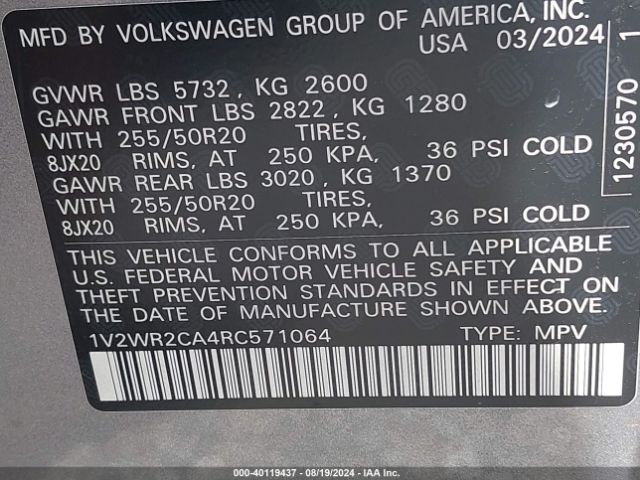 MFD BY VOLKSWAGEN GROUP OF AMERICA, INC.
USA 03/2024
GVWR LBS 5732, KG 2600
GAWR FRONT LBS 2822, KG 1280
WITH 255/50R20 TIRES,
8JX20 RIMS, AT 250 KPA, 36 PSI COLD
GAWR REAR LBS 3020, KG 1370
WITH 255/50R20 TIRES,
8JX20 RIMS, AT 250 KPA, 36 PSI COLD
THIS VEHICLE CONFORMS TO ALL APPLICABLE
U.S. FEDERAL MOTOR VEHICLE SAFETY AND
THEFT PREVENTION STANDARDS IN EFFECT ON
THE DATE OF MANUFACTURE SHOWN ABOVE.
1V2WR2CA4RC571064 TYPE: MPV
1230570 1
000-40119437 - 08/19/2024 - IAA Inc.